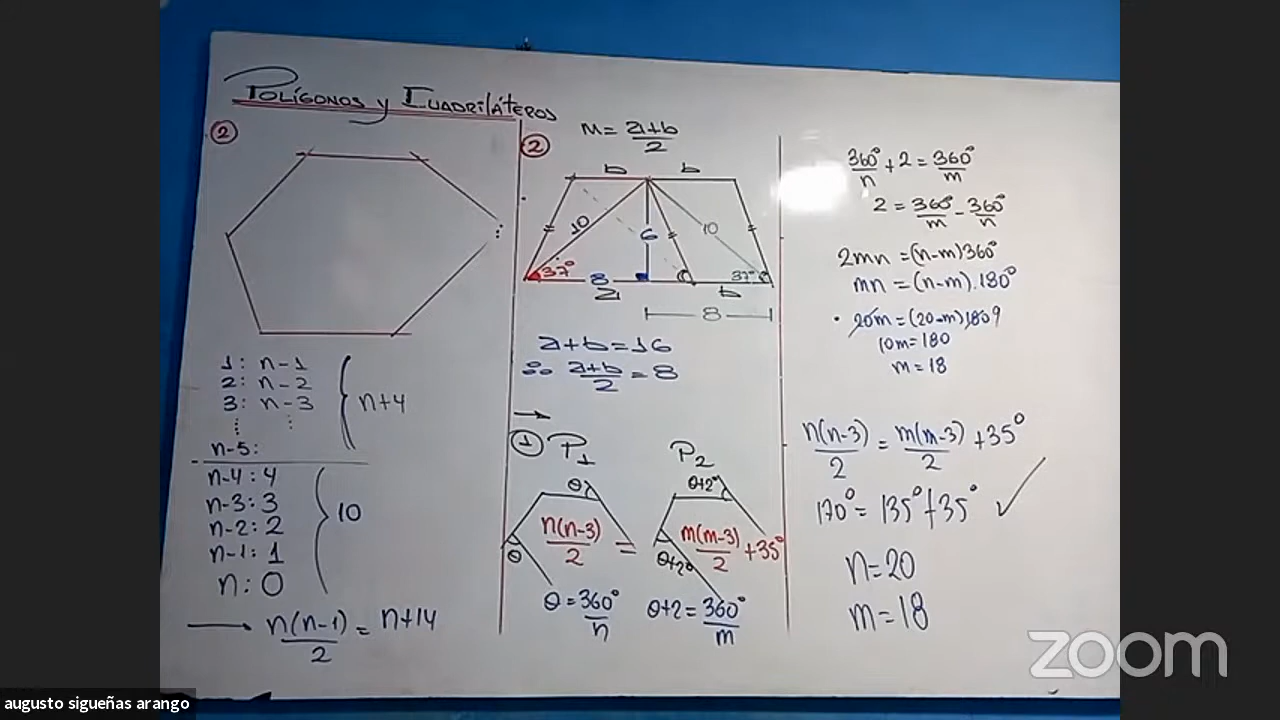 POLÍGONOS Y CUADRILÁTEROS
2
1: n-1
2: n-2
3: n-3
n-5:
n+4
n-4: 4
n-3: 3
n-2: 2
n-1: 1
n: 0
10
n(n-1)/2 = n+14
2
M = a+b/2
b b
10 6 10
37° 8 37°
a b
8
a+b=16
∴ a+b/2 = 8
1 P1 P2
θ θ+2°
n(n-3)/2 = m(m-3)/2 +35°
θ θ+2°
θ = 360°/n θ+2 = 360°/m
360°/n + 2 = 360°/m
2 = 360°/m - 360°/n
2mn = (n-m)360°
mn = (n-m).180°
20m = (20-m)180 9
10m = 180
m = 18
n(n-3)/2 = m(m-3)/2 +35°
170° = 135° + 35° ✓
n=20
m=18
zoom
augusto sigueñas arango